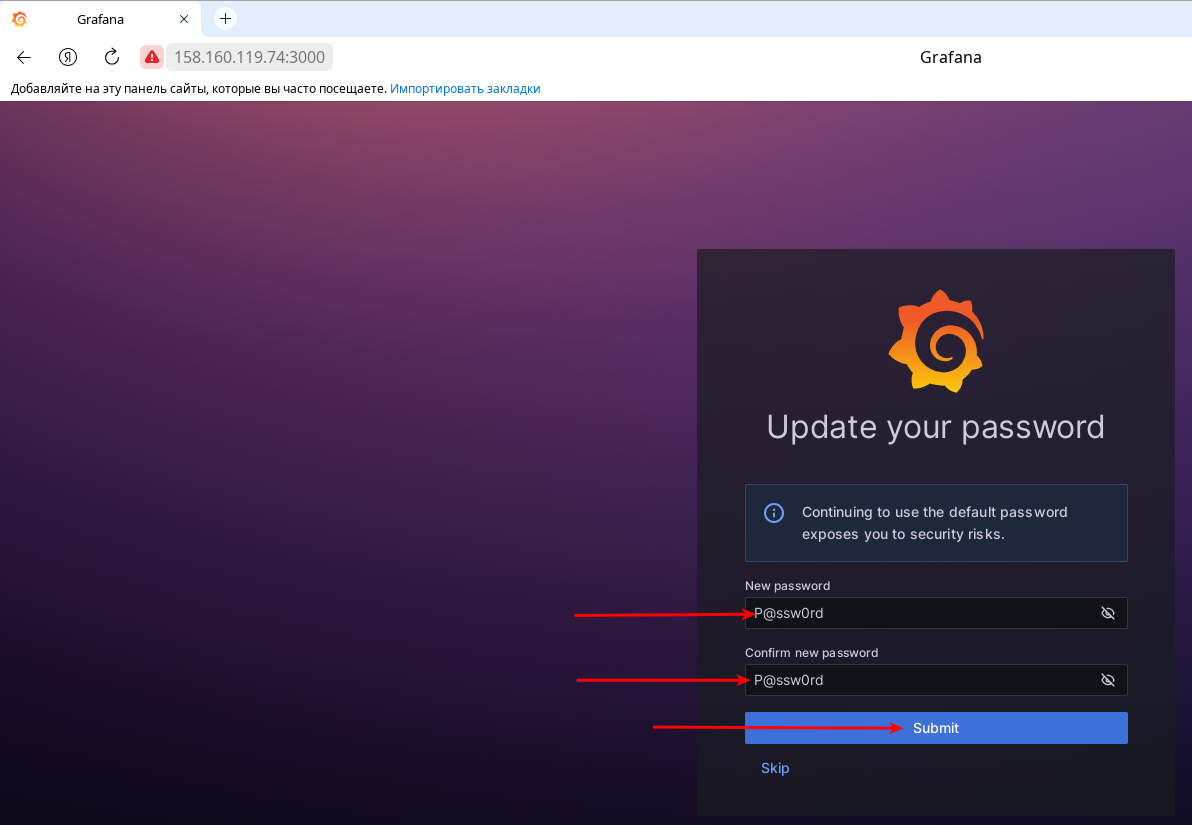 Grafana
158.160.119.74:3000
Grafana
Добавляйте на эту панель сайты, которые вы часто посещаете. Импортировать закладки
Update your password
Continuing to use the default password
exposes you to security risks.
New password
P@ssw0rd
Confirm new password
P@ssw0rd
Submit
Skip